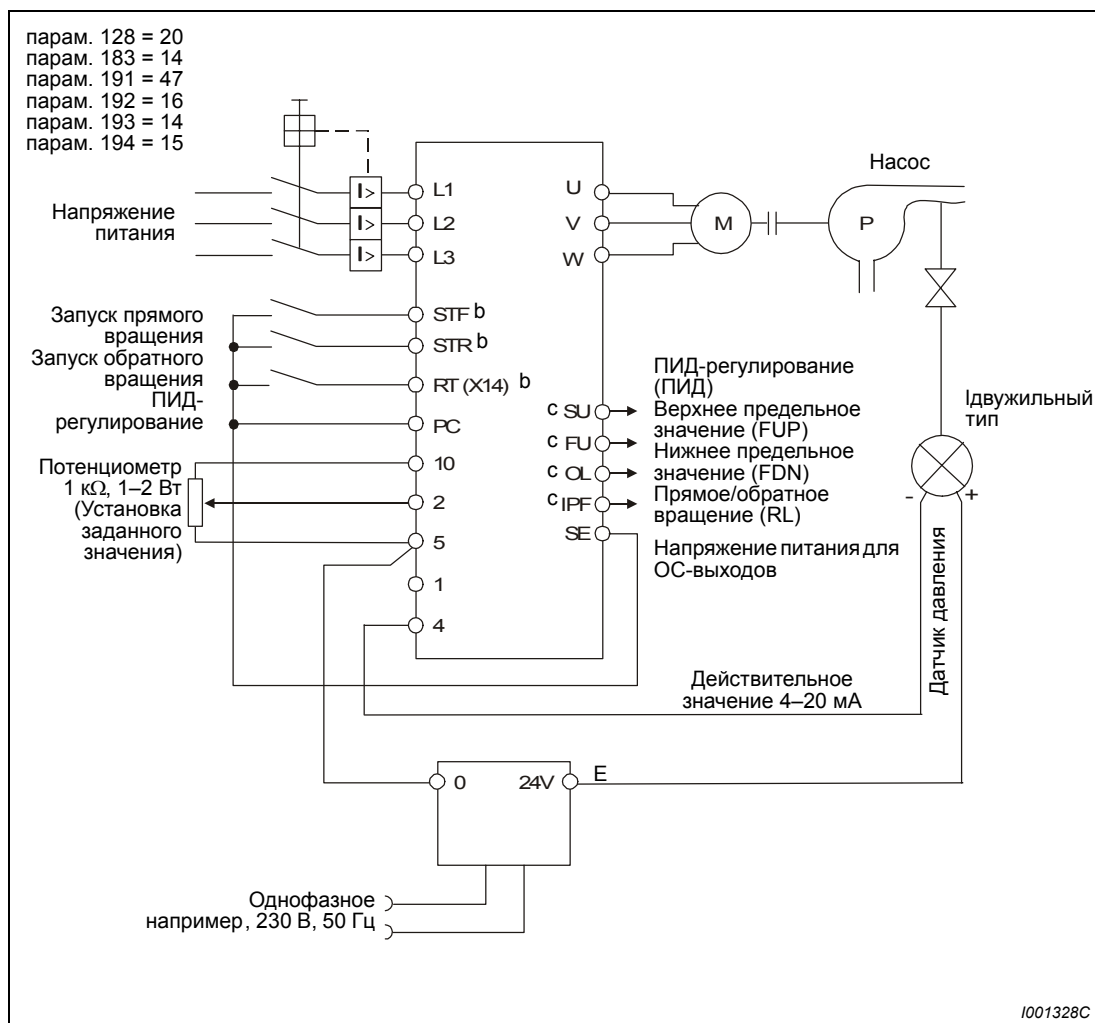 парам. 128 = 20
парам. 183 = 14
парам. 191 = 47
парам. 192 = 16
парам. 193 = 14
парам. 194 = 15
Напряжение
питания
I>
I>
I>
L1
L2
L3
U
V
W
M
Насос
P
Запуск прямого
вращения
Запуск обратного
вращения
ПИД-
регулирование
STF b
STR b
RT (X14) b
PC
Потенциометр
1 кΩ, 1–2 Вт
(Установка
заданного
значения)
10
2
5
1
4
c SU
c FU
c OL
c IPF
SE
ПИД-регулирование
(ПИД)
Верхнее предельное
значение (FUP)
Нижнее предельное
значение (FDN)
Прямое/обратное
вращение (RL)
Напряжение питания для
ОС-выходов
Iдвужильный
тип
- +
Датчик давления
Действительное
значение 4–20 мА
0
24V
E
Однофазное
например, 230 В, 50 Гц
I001328C